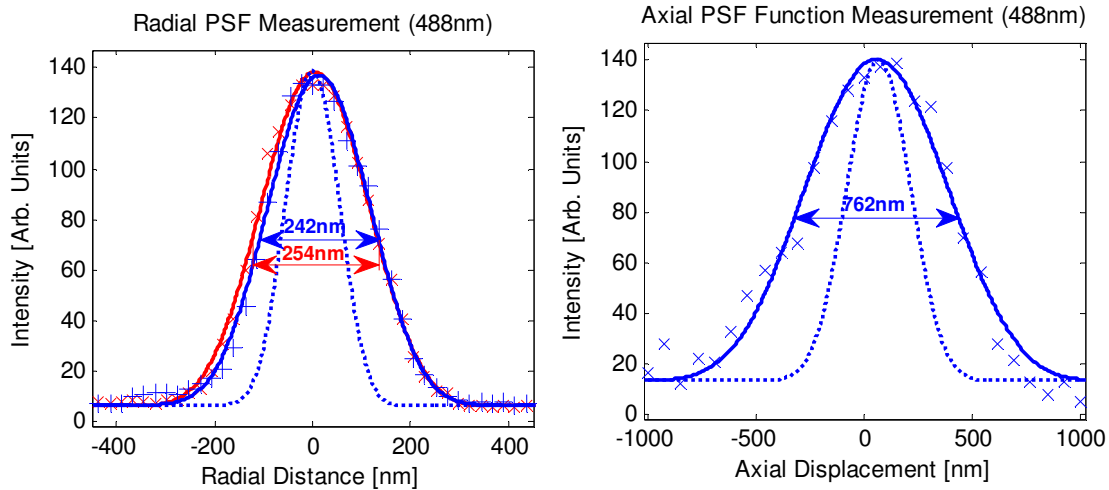 Radial PSF Measurement (488nm)
Intensity [Arb. Units]
140
120
100
80
60
40
20
0
242nm
254nm
-400
-200
0
200
400
Radial Distance [nm]
Axial PSF Function Measurement (488nm)
Intensity [Arb. Units]
140
120
100
80
60
40
20
0
762nm
-1000
-500
0
500
1000
Axial Displacement [nm]